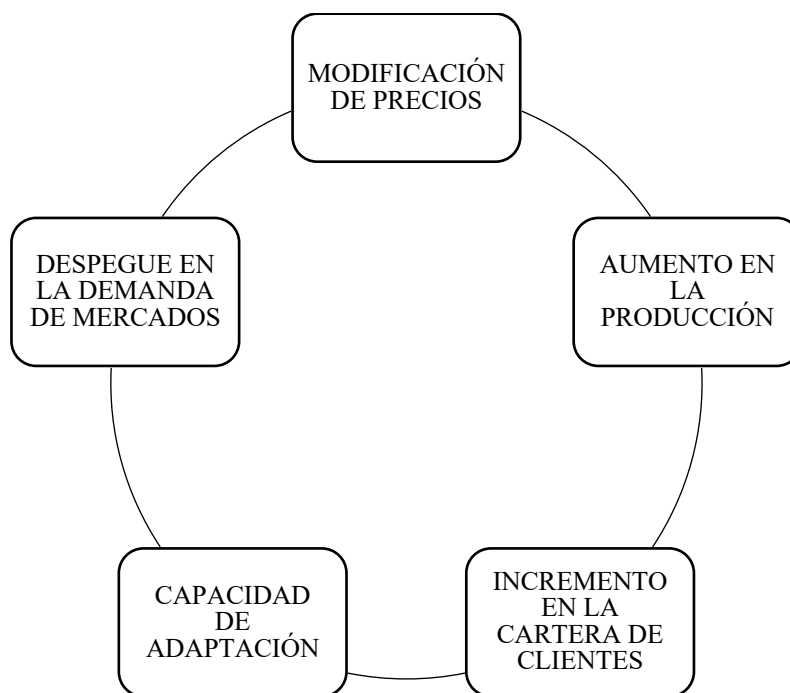 MODIFICACIÓN
DE PRECIOS
AUMENTO EN
LA
PRODUCCIÓN
INCREMENTO
EN LA
CARTERA DE
CLIENTES
CAPACIDAD
DE
ADAPTACIÓN
DESPEGUE EN
LA DEMANDA
DE MERCADOS